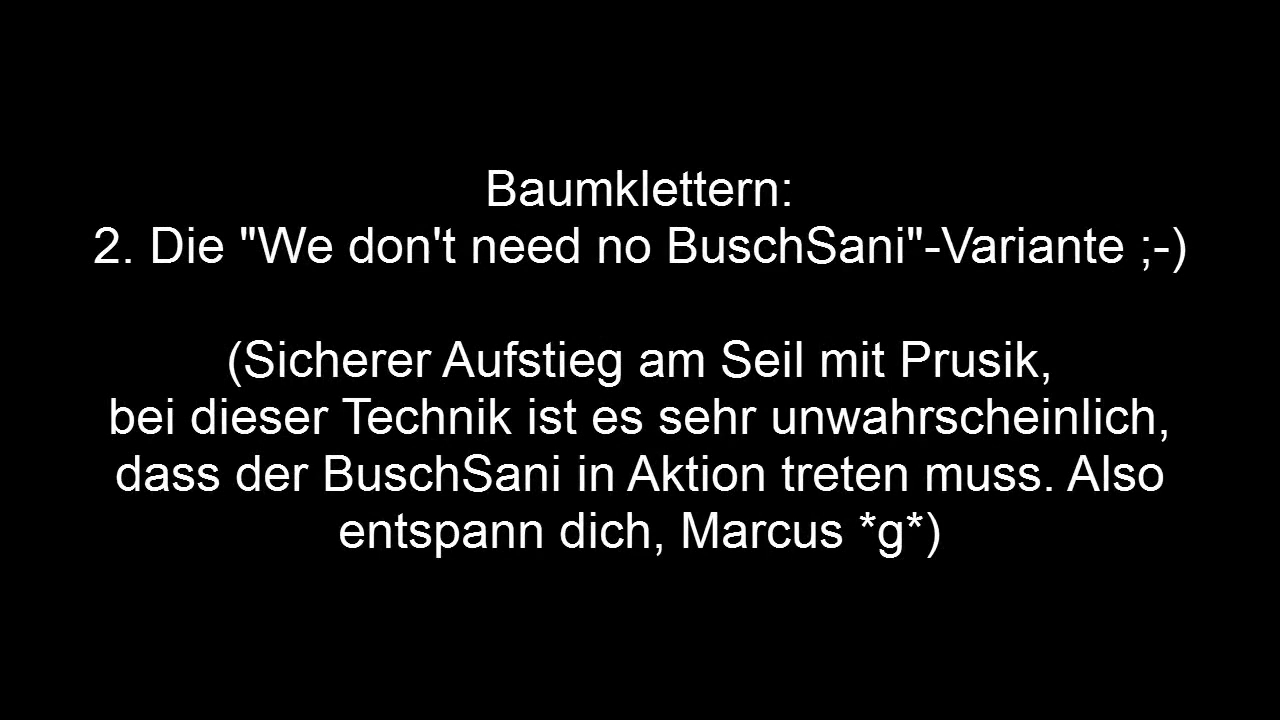 Baumklettern:
2. Die "We don't need no BuschSani"-Variante ;-)
(Sicherer Aufstieg am Seil mit Prusik,
bei dieser Technik ist es sehr unwahrscheinlich,
dass der BuschSani in Aktion treten muss. Also
entspann dich, Marcus *g*)